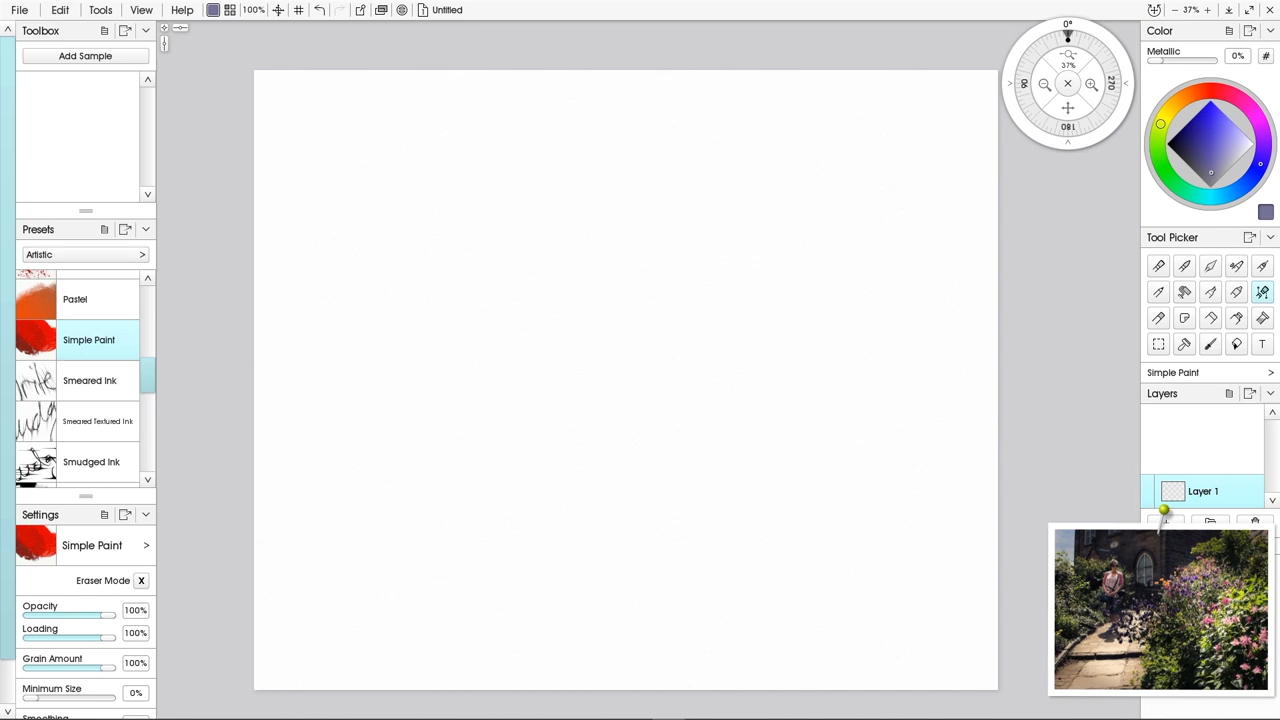 File Edit Tools View Help 100% Untitled 37%
Toolbox
Add Sample
Presets
Artistic >
Pastel
Simple Paint
Smeared Ink
Smeared Textured Ink
Smudged Ink
Settings
Simple Paint >
Eraser Mode X
Opacity 100%
Loading 100%
Grain Amount 100%
Minimum Size 0%
0°
37%
90
270
180
Color
Metallic 0% #
Tool Picker
T
Simple Paint >
Layers
Layer 1